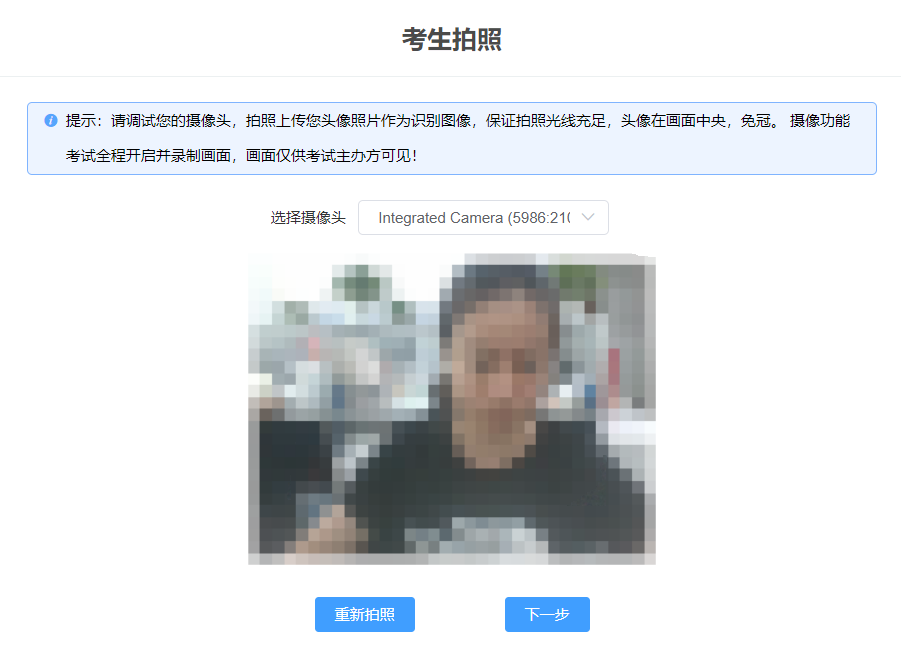 考生拍照
提示：请调试您的摄像头，拍照上传您头像照片作为识别图像，保证拍照光线充足，头像在画面中央，免冠。 摄像功能
考试全程开启并录制画面，画面仅供考试主办方可见！
选择摄像头 Integrated Camera (5986:210
重新拍照 下一步